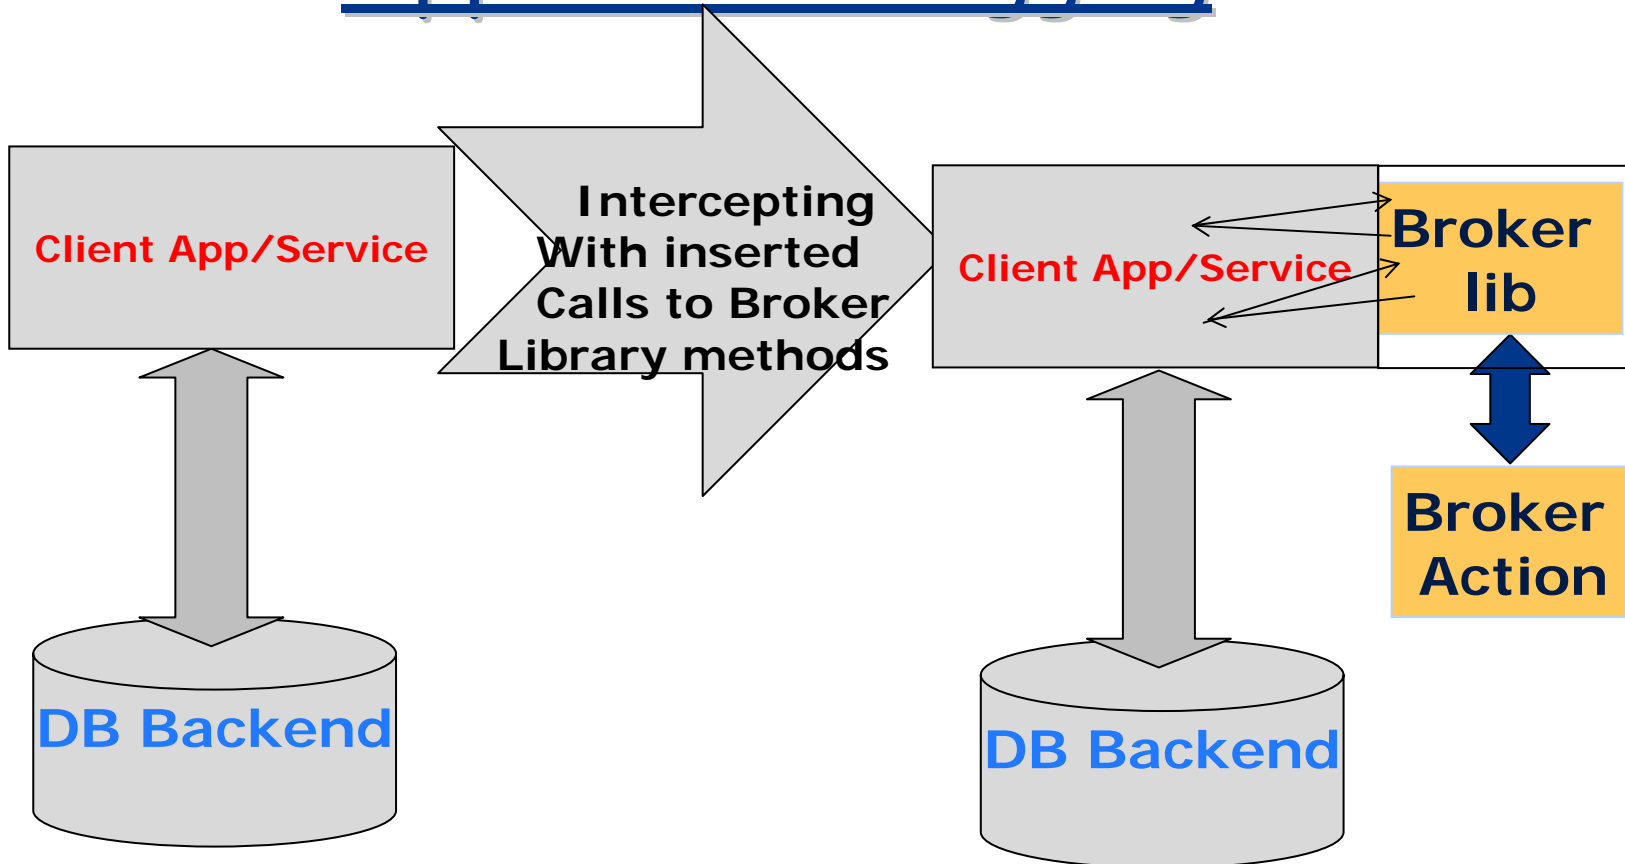 Client App/Service
Intercepting
With inserted
Calls to Broker
Library methods
Client App/Service
Broker
lib
Broker
Action
DB Backend
DB Backend